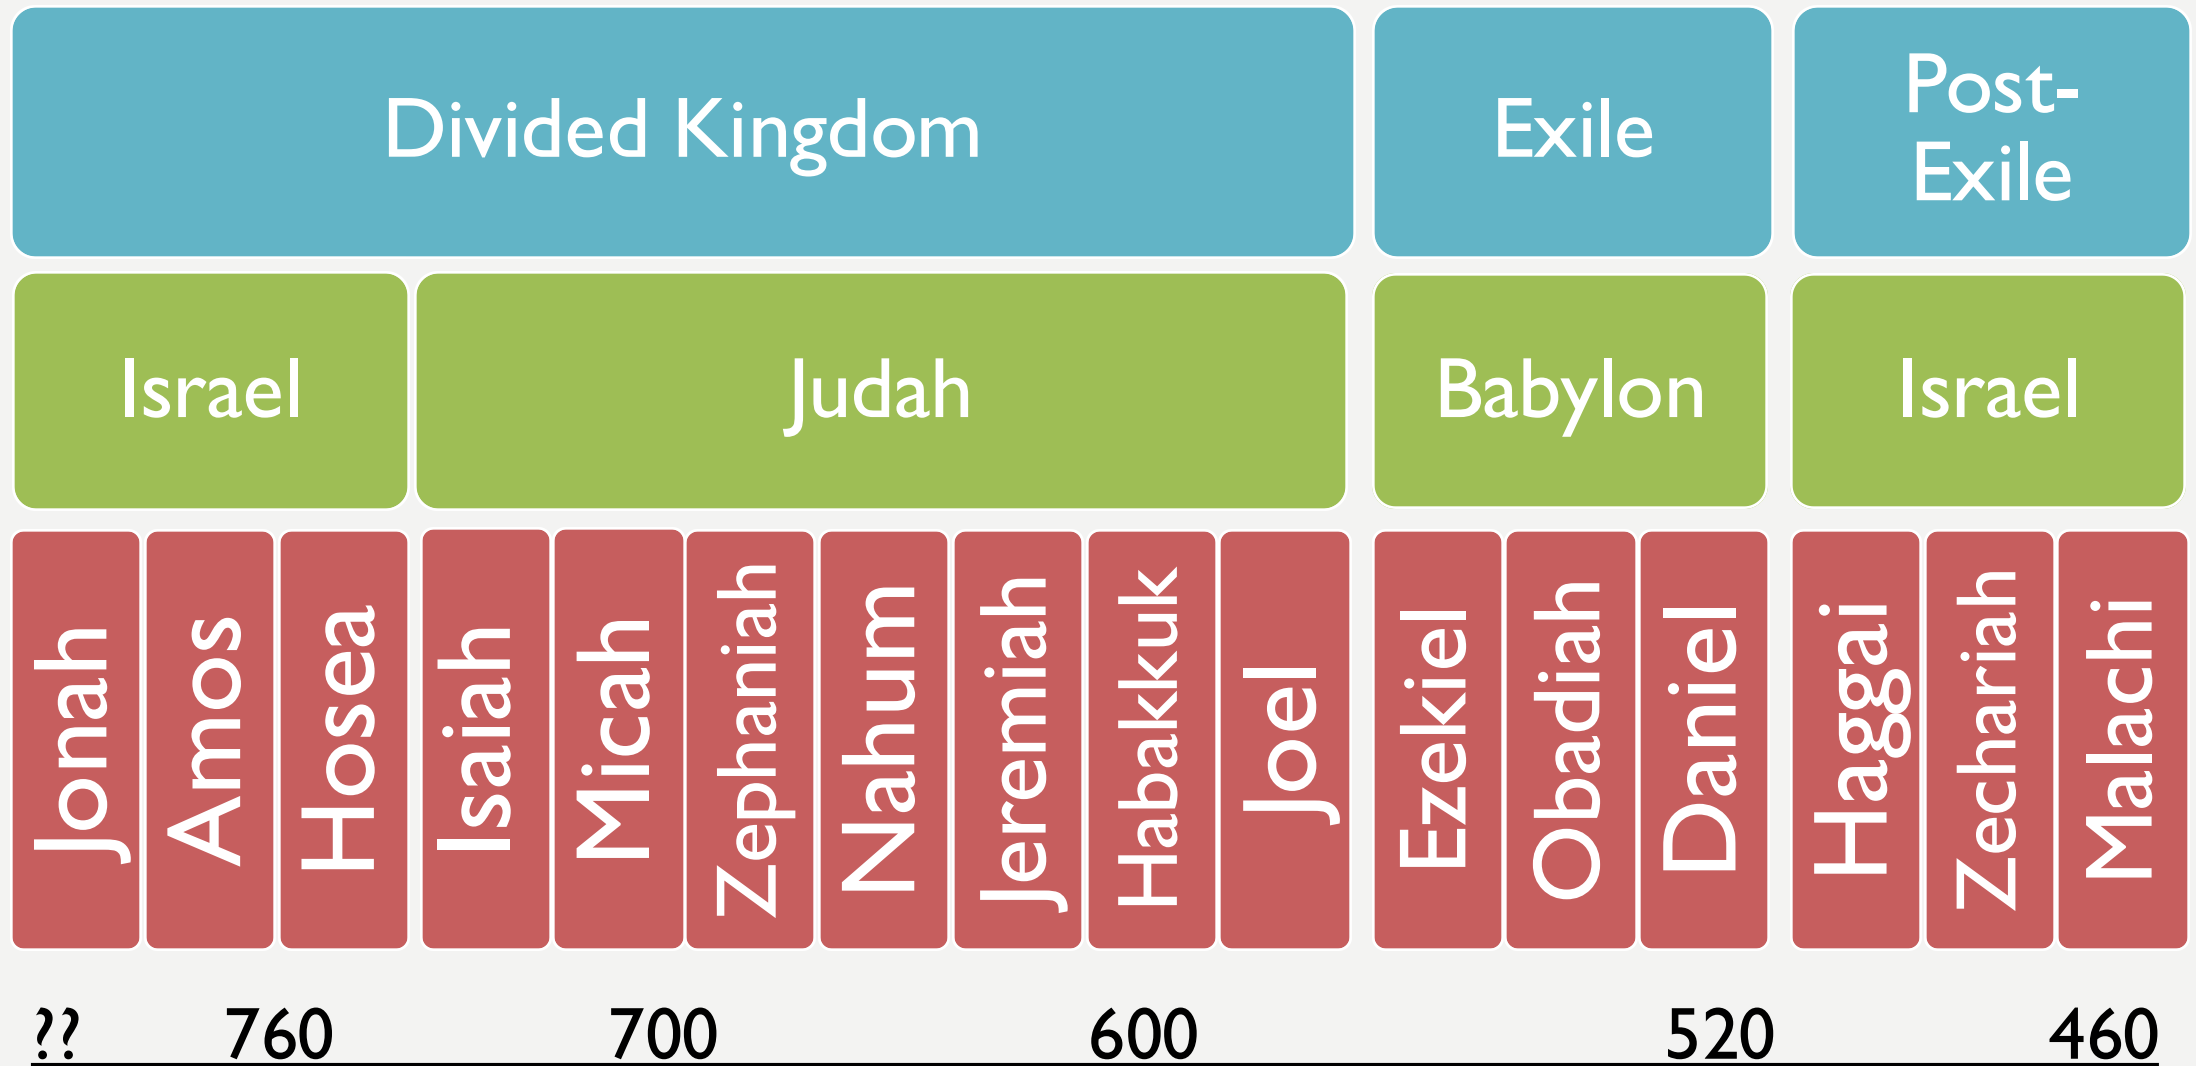 Divided Kingdom
Exile
Post-
Exile
Israel
Judah
Babylon
Israel
Jonah
Amos
Hosea
Isaiah
Micah
Zephaniah
Nahum
Jeremiah
Habakkuk
Joel
Ezekiel
Obadiah
Daniel
Haggai
Zechariah
Malachi
?? 760 700 600 520 460